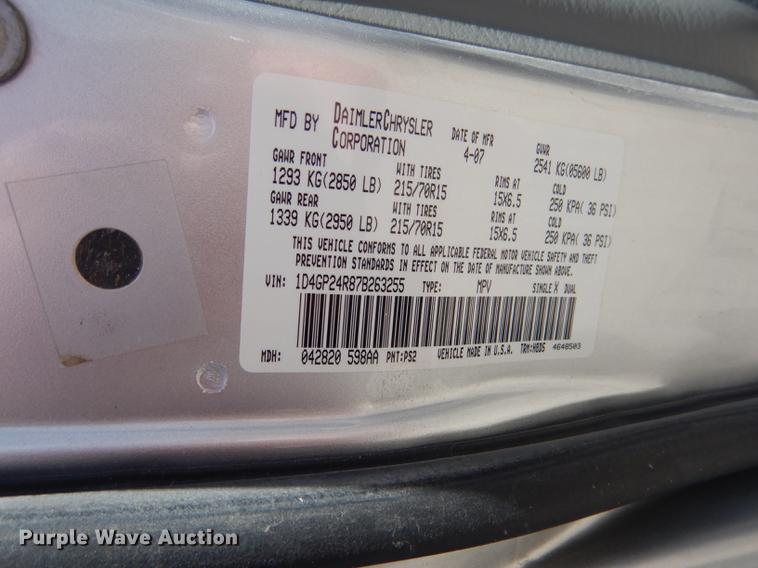 MFD BY DAIMLERCHRYSLER CORPORATION DATE OF MFR 4-07 GVWR 2541 KG(05600 LB)
GAWR FRONT WITH TIRES RIMS AT COLD
1293 KG(2850 LB) 215/70R15 15X6.5 250 KPA( 36 PSI)
GAWR REAR WITH TIRES RIMS AT COLD
1339 KG(2950 LB) 215/70R15 15X6.5 250 KPA( 36 PSI)
THIS VEHICLE CONFORMS TO ALL APPLICABLE FEDERAL MOTOR VEHICLE SAFETY AND THEFT
PREVENTION STANDARDS IN EFFECT ON THE DATE OF MANUFACTURE SHOWN ABOVE.
VIN: 1D4GP24R87B263255 TYPE: MPV SINGLE X DUAL
MDH: 042820 598AA PNT:PS2 VEHICLE MADE IN U.S.A. TRM:H8D5 4648503
Purple Wave Auction